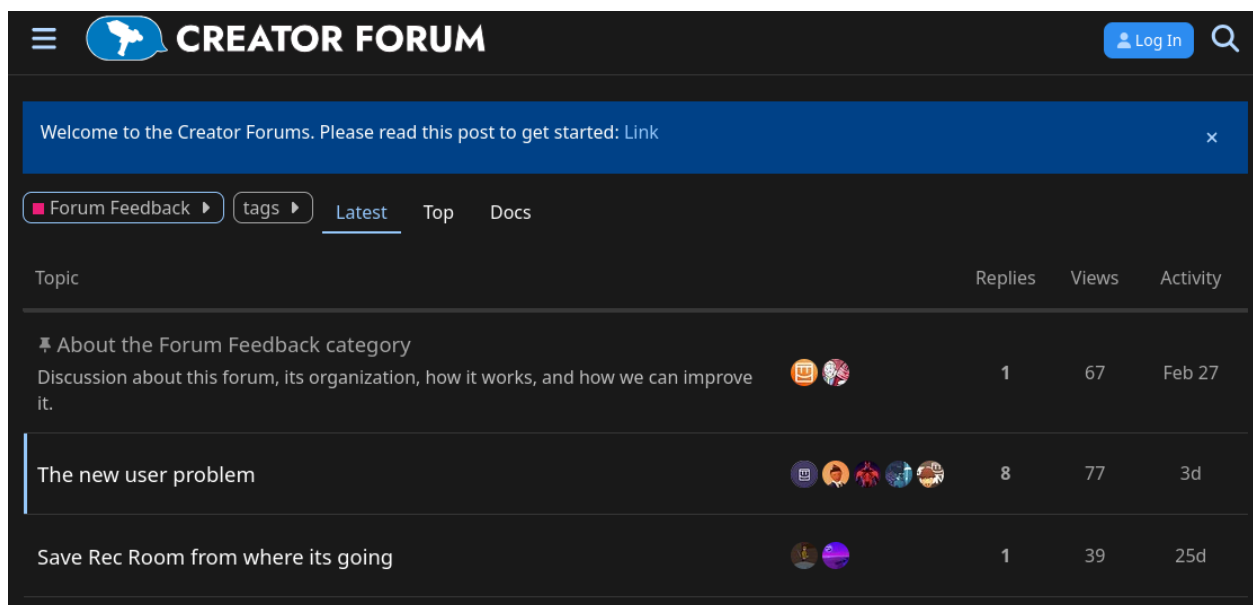 CREATOR FORUM
Log In
Welcome to the Creator Forums. Please read this post to get started: Link
Forum Feedback
tags
Latest
Top
Docs
Topic
Replies
Views
Activity
About the Forum Feedback category
Discussion about this forum, its organization, how it works, and how we can improve
it.
1
67
Feb 27
The new user problem
8
77
3d
Save Rec Room from where its going
1
39
25d